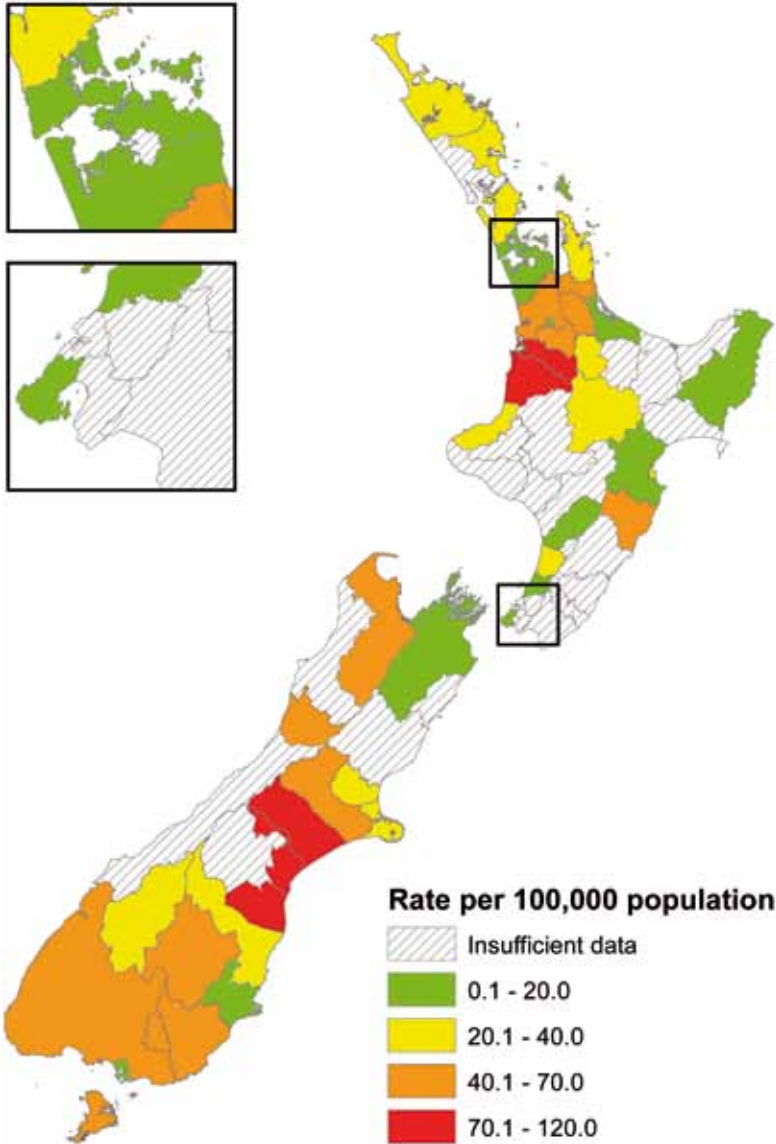 Rate per 100,000 population
Insufficient data
0.1 - 20.0
20.1 - 40.0
40.1 - 70.0
70.1 - 120.0